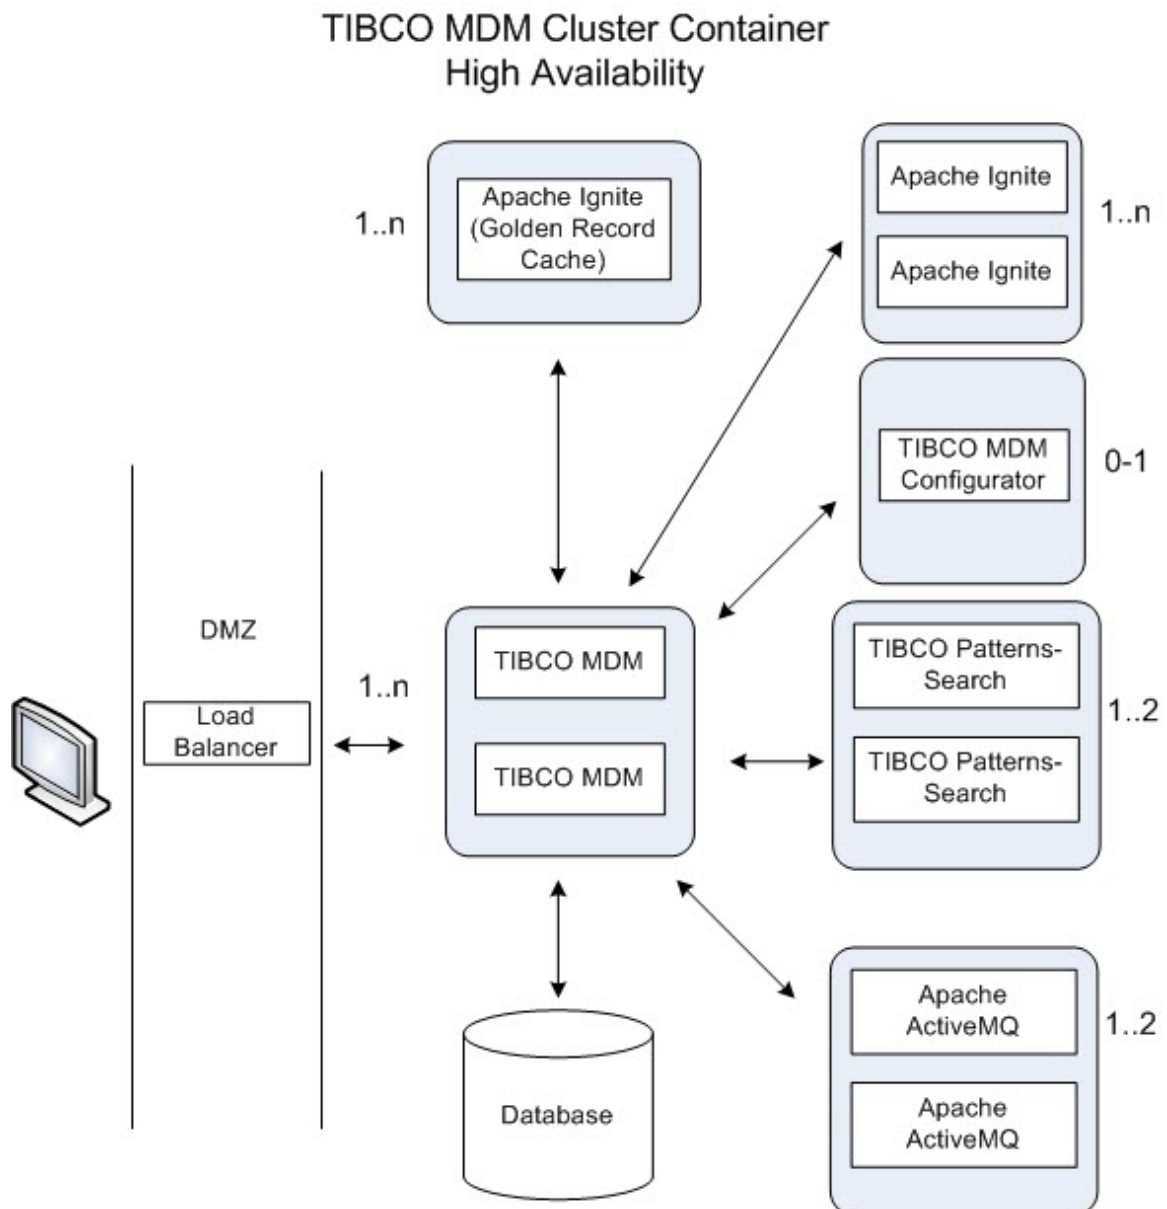 TIBCO MDM Cluster Container
High Availability
1..n
Apache Ignite
(Golden Record
Cache)
Apache Ignite
Apache Ignite
1..n
TIBCO MDM
Configurator
0-1
DMZ
Load
Balancer
1..n
TIBCO MDM
TIBCO MDM
TIBCO Patterns-
Search
TIBCO Patterns-
Search
1..2
Database
Apache
ActiveMQ
Apache
ActiveMQ
1..2